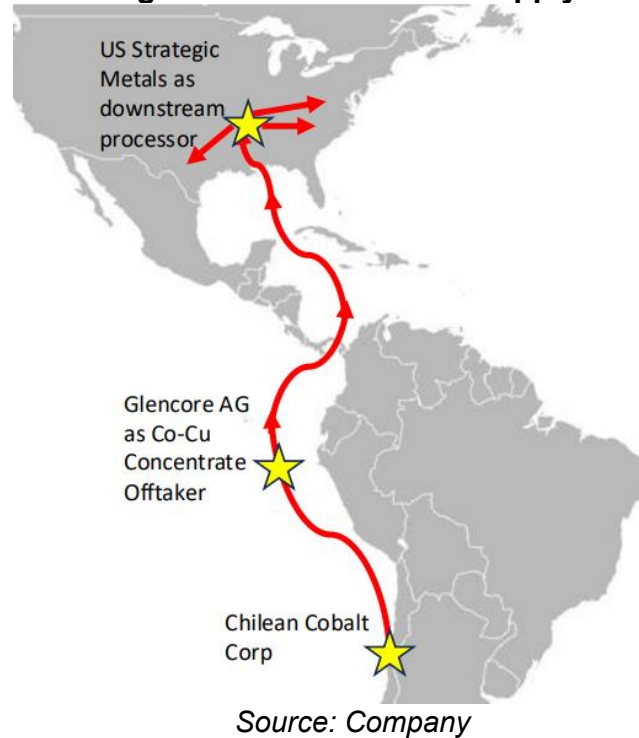 US Strategic
Metals as
downstream
processor
Glencore AG
as Co-Cu
Concentrate
Offtaker
Chilean Cobalt
Corp
Source: Company